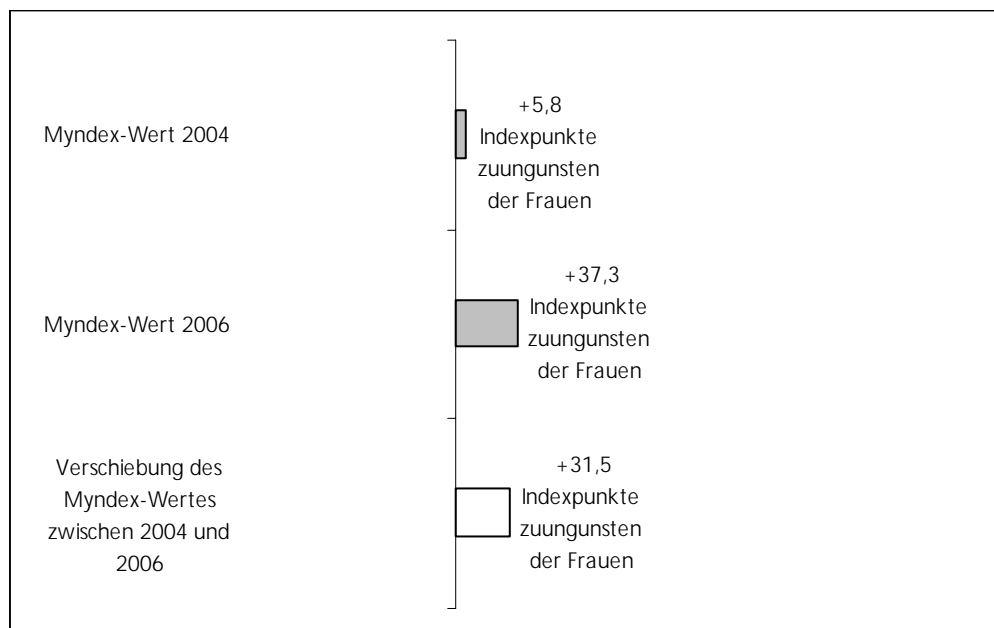 Myndex-Wert 2004
+5,8
Indexpunkte
zuungunsten
der Frauen
Myndex-Wert 2006
+37,3
Indexpunkte
zuungunsten
der Frauen
Verschiebung des
Myndex-Wertes
zwischen 2004 und
2006
+31,5
Indexpunkte
zuungunsten
der Frauen